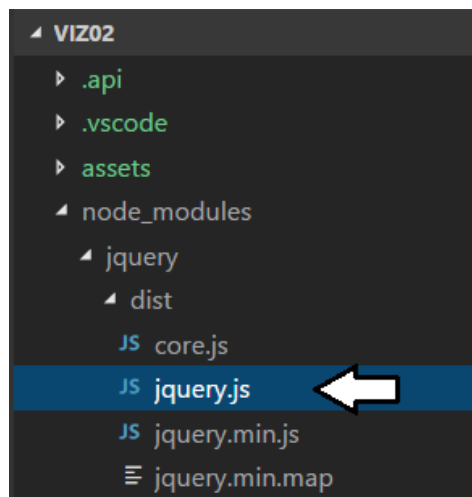 VIZ02
.api
.vscode
assets
node_modules
jquery
dist
JS core.js
JS jquery.js
JS jquery.min.js
jquery.min.map